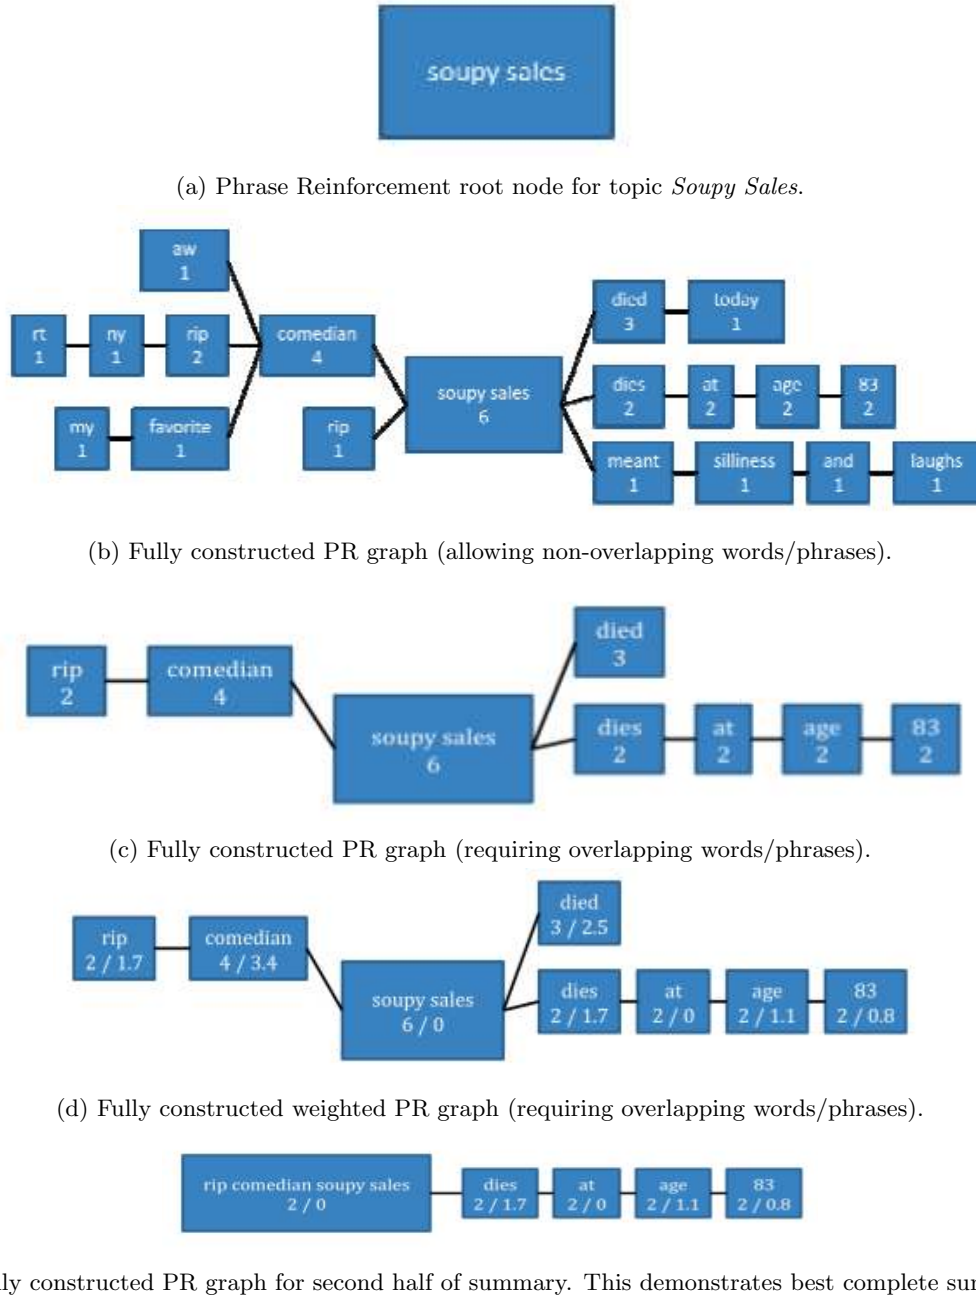 soupy sales
(a) Phrase Reinforcement root node for topic Soupy Sales.
aw
1
rt
1
ny
1
rip
2
comedian
4
my
1
favorite
1
rip
1
soupy sales
6
died
3
today
1
dies
2
at
2
age
2
83
2
meant
1
silliness
1
and
1
laughs
1
(b) Fully constructed PR graph (allowing non-overlapping words/phrases).
rip
2
comedian
4
soupy sales
6
died
3
dies
2
at
2
age
2
83
2
(c) Fully constructed PR graph (requiring overlapping words/phrases).
rip
2 / 1.7
comedian
4 / 3.4
soupy sales
6 / 0
died
3 / 2.5
dies
2 / 1.7
at
2 / 0
age
2 / 1.1
83
2 / 0.8
(d) Fully constructed weighted PR graph (requiring overlapping words/phrases).
rip comedian soupy sales
2 / 0
dies
2 / 1.7
at
2 / 0
age
2 / 1.1
83
2 / 0.8
constructed PR graph for second half of summary. This demonstrates best complete